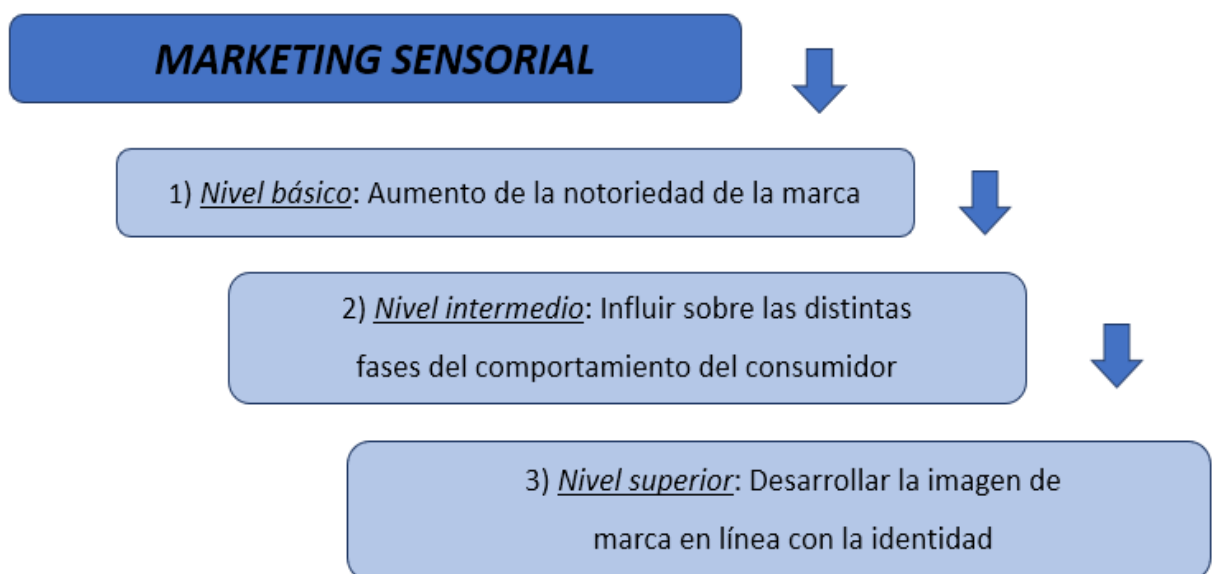 MARKETING SENSORIAL
1) Nivel básico: Aumento de la notoriedad de la marca
2) Nivel intermedio: Influir sobre las distintas
fases del comportamiento del consumidor
3) Nivel superior: Desarrollar la imagen de
marca en línea con la identidad